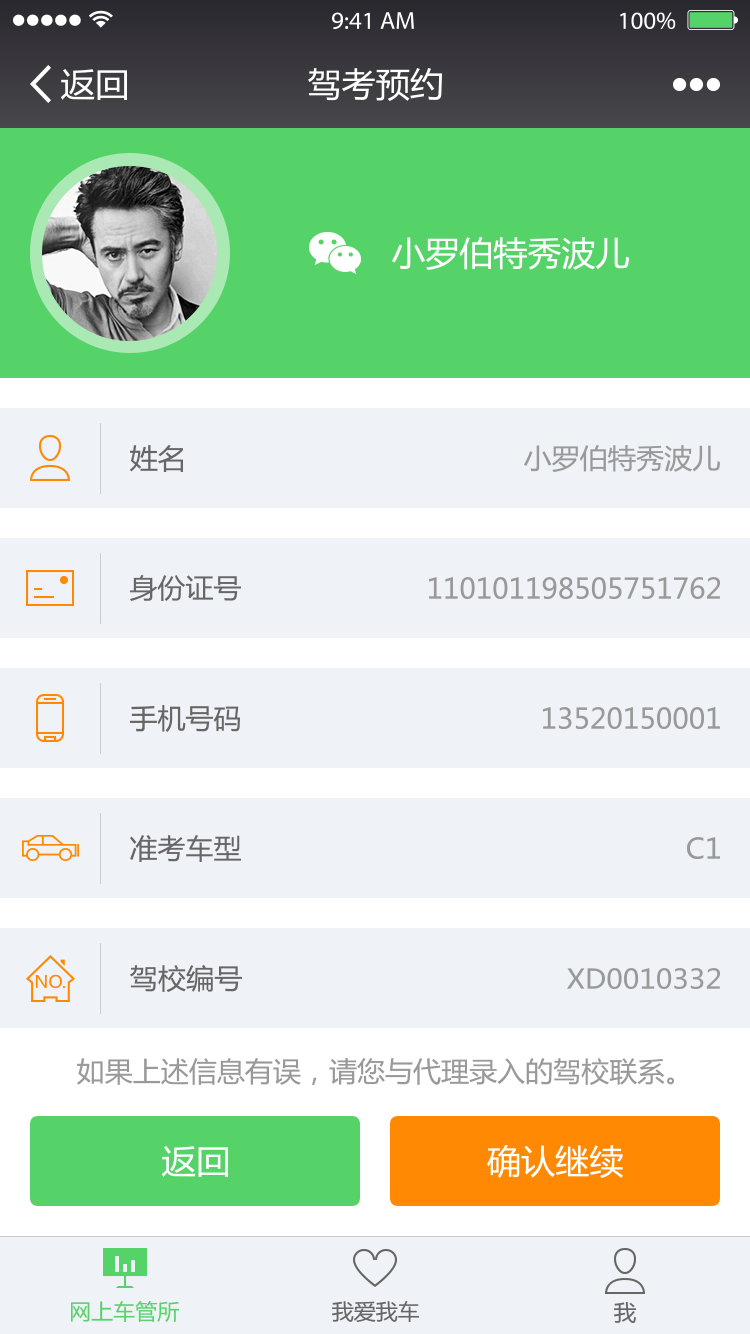 9:41 AM 100%
返回 驾考预约
小罗伯特秀波儿
姓名 小罗伯特秀波儿
身份证号 110101198505751762
手机号码 13520150001
准考车型 C1
NO. 驾校编号 XD0010332
如果上述信息有误，请您与代理录入的驾校联系。
返回 确认继续
网上车管所 我爱我车 我